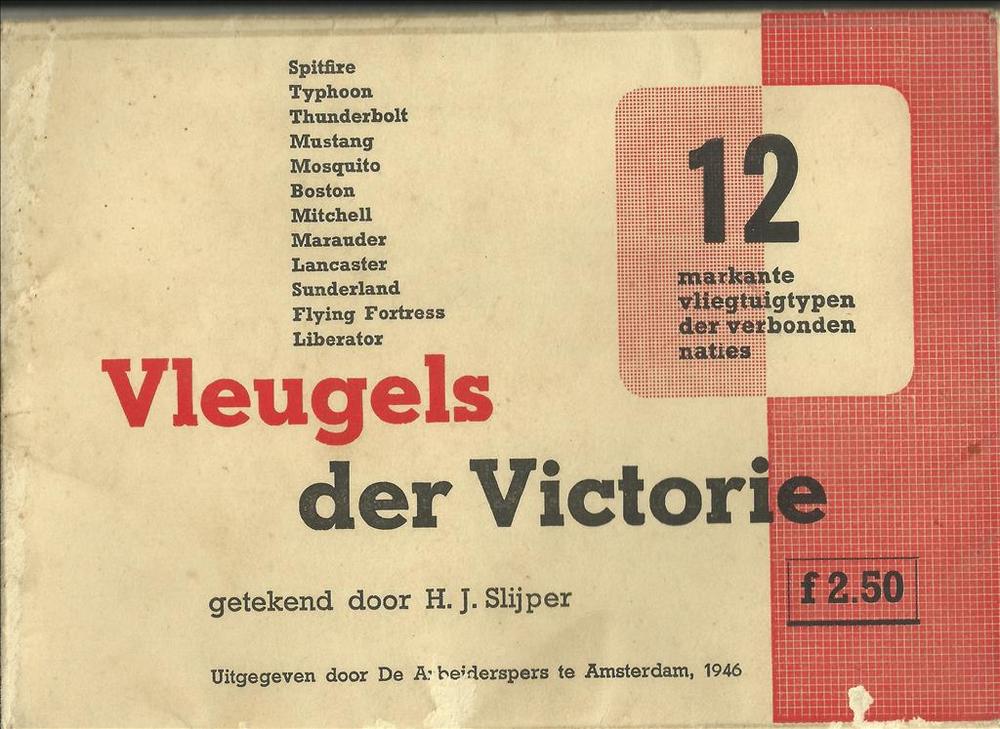 Spitfire
Typhoon
Thunderbolt
Mustang
Mosquito
Boston
Mitchell
Marauder
Lancaster
Sunderland
Flying Fortress
Liberator
12
markante
vliegtuigtypen
der verbonden
naties
Vleugels
der Victorie
f 2.50
getekend door H. J. Slijper
Uitgegeven door De Arbeiderspers te Amsterdam, 1946